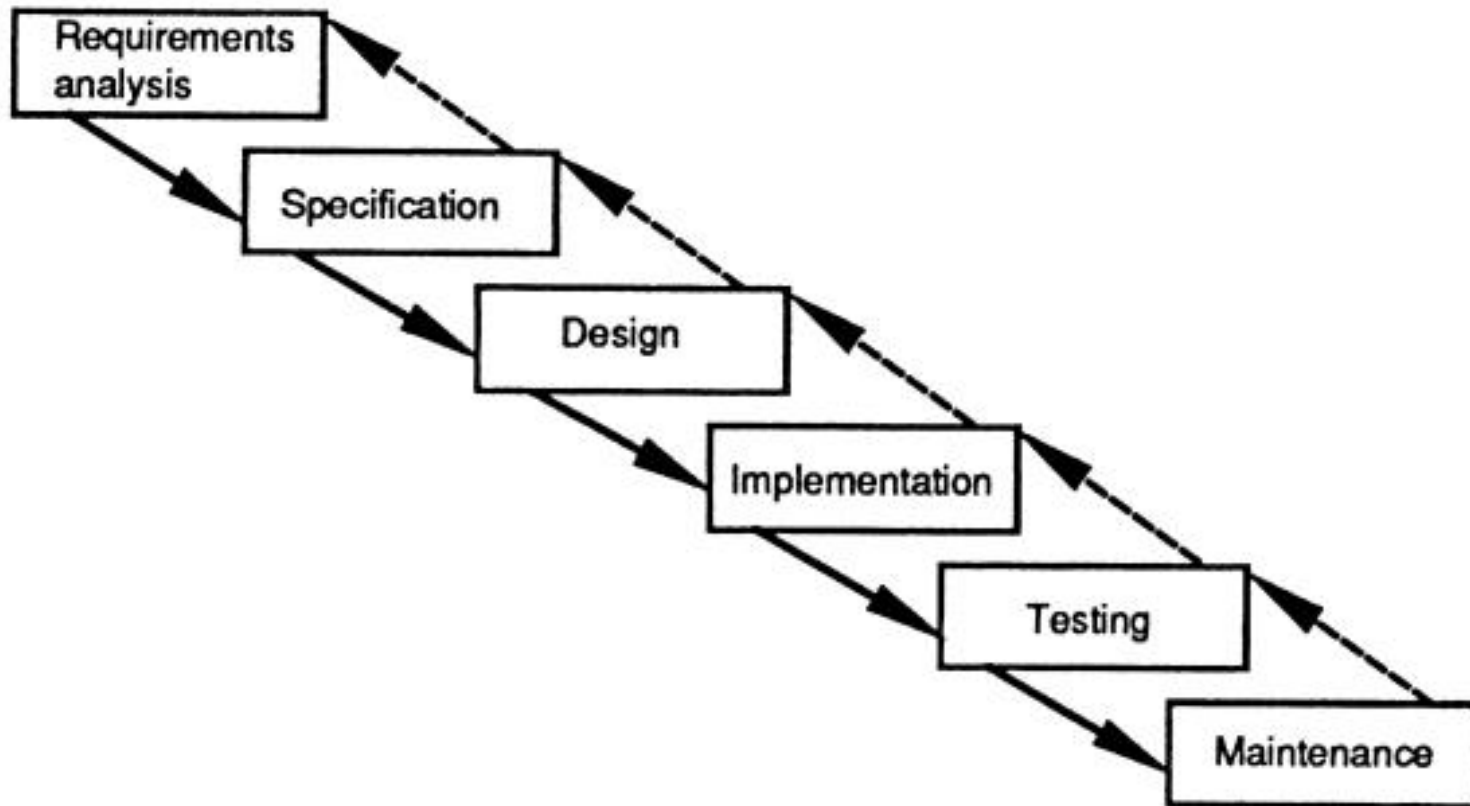 Requirements
analysis
Specification
Design
Implementation
Testing
Maintenance